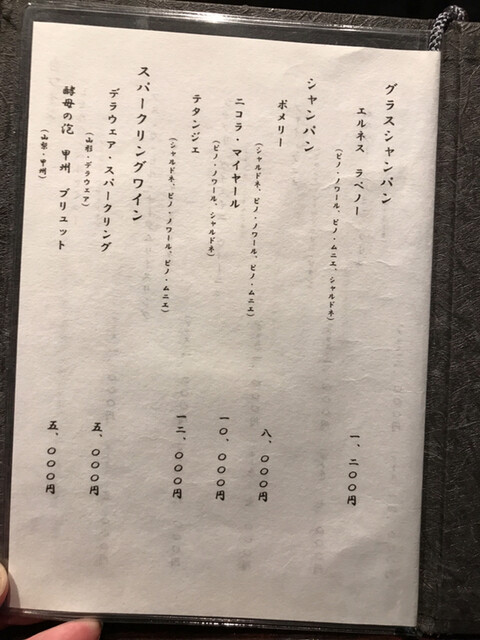 グラスシャンパン
エルネス　ラペノー　一、二〇〇円
（ピノ・ノワール、ピノ・ムニエ、シャルドネ）
シャンパン
ポメリー　八、〇〇〇円
（シャルドネ、ピノ・ノワール、ピノ・ムニエ）
ニコラ・マイヤール　一〇、〇〇〇円
（ピノ・ノワール、シャルドネ）
テタンジェ　一二、〇〇〇円
（シャルドネ、ピノ・ノワール、ピノ・ムニエ）
スパークリングワイン
デラウェア・スパークリング　五、〇〇〇円
（山形・デラウェア）
酵母の泡　甲州　ブリュット　五、〇〇〇円
（山梨・甲州）